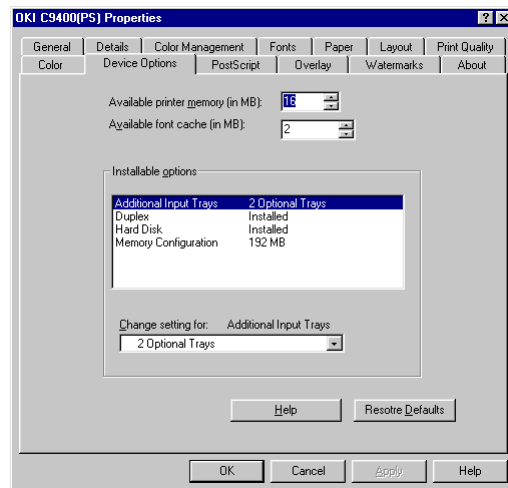 OKI C9400(PS) Properties
General Details Color Management Fonts Paper Layout Print Quality
Color Device Options PostScript Overlay Watermarks About
Available printer memory (in MB): 16
Available font cache (in MB): 2
Installable options
Additional Input Trays 2 Optional Trays
Duplex Installed
Hard Disk Installed
Memory Configuration 192 MB
Change setting for: Additional Input Trays
2 Optional Trays
Help Resotre Defaults
OK Cancel Apply Help